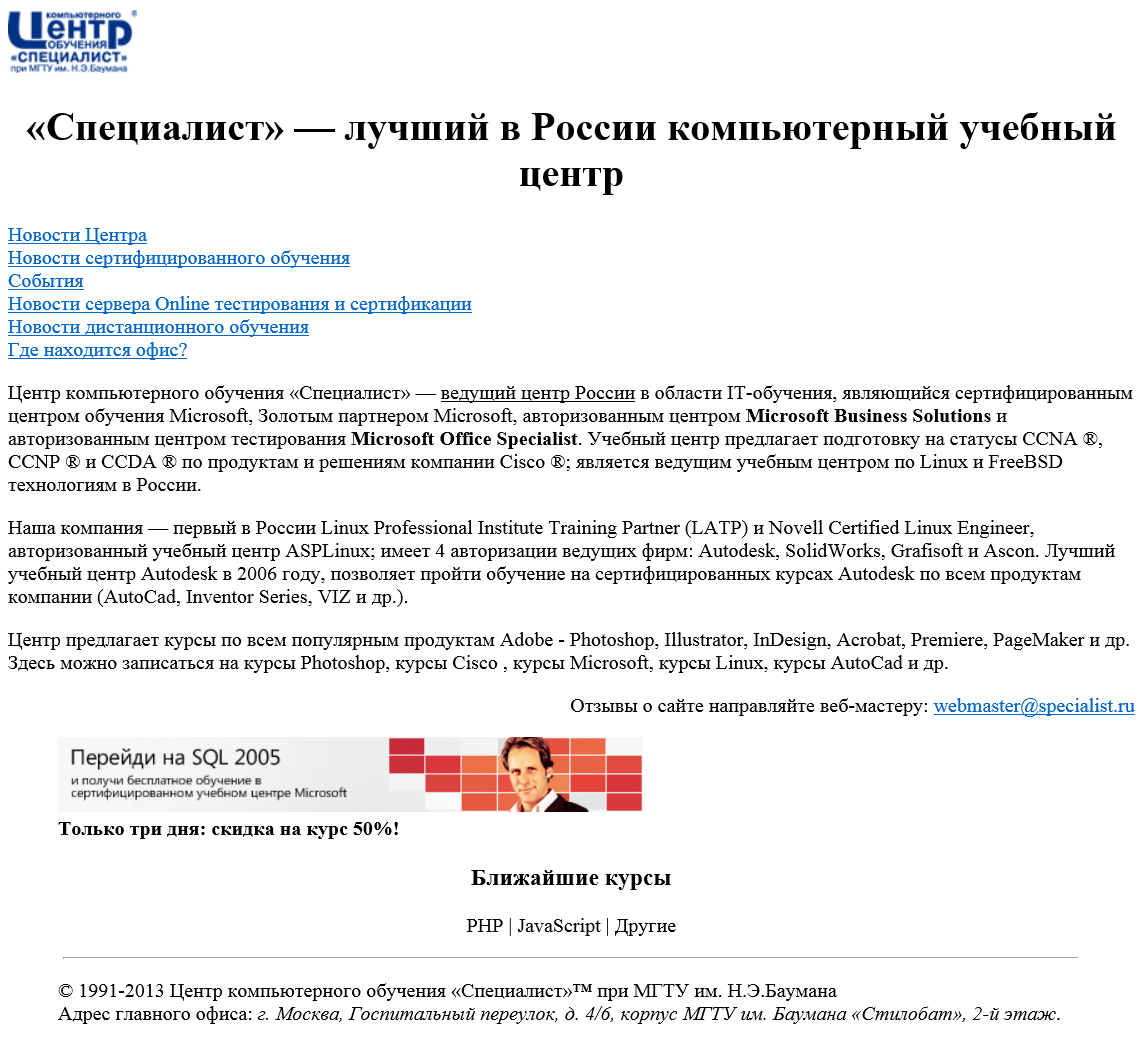 компьютерного
Центр ®
ОБУЧЕНИЯ
«СПЕЦИАЛИСТ»
при МГТУ им. Н.Э.Баумана
«Специалист» — лучший в России компьютерный учебный
центр
Новости Центра
Новости сертифицированного обучения
События
Новости сервера Online тестирования и сертификации
Новости дистанционного обучения
Где находится офис?
Центр компьютерного обучения «Специалист» — ведущий центр России в области IT-обучения, являющийся сертифицированным
центром обучения Microsoft, Золотым партнером Microsoft, авторизованным центром Microsoft Business Solutions и
авторизованным центром тестирования Microsoft Office Specialist. Учебный центр предлагает подготовку на статусы CCNA ®,
CCNP ® и CCDA ® по продуктам и решениям компании Cisco ®; является ведущим учебным центром по Linux и FreeBSD
технологиям в России.
Наша компания — первый в России Linux Professional Institute Training Partner (LATP) и Novell Certified Linux Engineer,
авторизованный учебный центр ASPLinux; имеет 4 авторизации ведущих фирм: Autodesk, SolidWorks, Grafisoft и Ascon. Лучший
учебный центр Autodesk в 2006 году, позволяет пройти обучение на сертифицированных курсах Autodesk по всем продуктам
компании (AutoCad, Inventor Series, VIZ и др.).
Центр предлагает курсы по всем популярным продуктам Adobe - Photoshop, Illustrator, InDesign, Acrobat, Premiere, PageMaker и др.
Здесь можно записаться на курсы Photoshop, курсы Cisco , курсы Microsoft, курсы Linux, курсы AutoCad и др.
Отзывы о сайте направляйте веб-мастеру: webmaster@specialist.ru
Перейди на SQL 2005
и получи бесплатное обучение в
сертифицированном учебном центре Microsoft
Только три дня: скидка на курс 50%!
Ближайшие курсы
PHP | JavaScript | Другие
© 1991-2013 Центр компьютерного обучения «Специалист»™ при МГТУ им. Н.Э.Баумана
Адрес главного офиса: г. Москва, Госпитальный переулок, д. 4/6, корпус МГТУ им. Баумана «Стилобат», 2-й этаж.